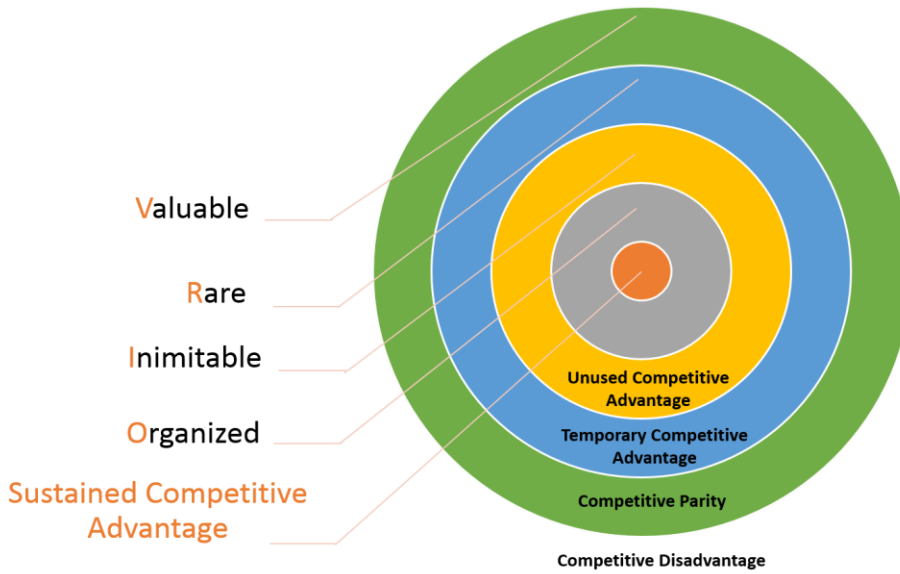 Valuable
Rare
Inimitable
Organized
Sustained Competitive
Advantage
Unused Competitive
Advantage
Temporary Competitive
Advantage
Competitive Parity
Competitive Disadvantage